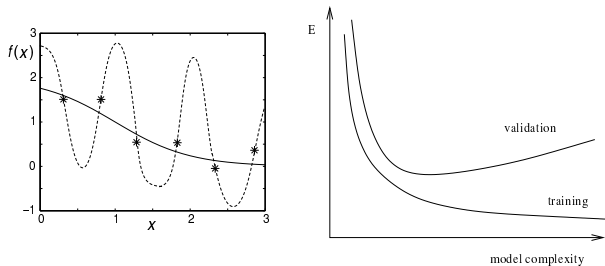 3
f(x)
2
1
0
−1
0 1 2 3
x
E
validation
training
model complexity